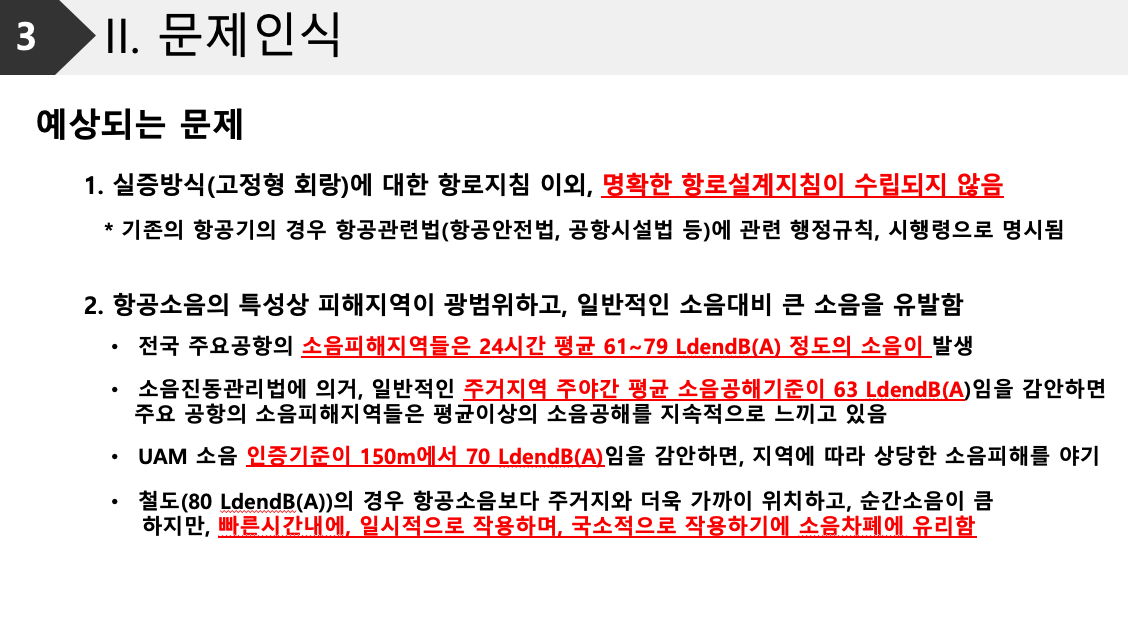 3
II. 문제인식
예상되는 문제
1. 실증방식(고정형 회랑)에 대한 항로지침 이외, 명확한 항로설계지침이 수립되지 않음
* 기존의 항공기의 경우 항공관련법(항공안전법, 공항시설법 등)에 관련 행정규칙, 시행령으로 명시됨
2. 항공소음의 특성상 피해지역이 광범위하고, 일반적인 소음대비 큰 소음을 유발함
• 전국 주요공항의 소음피해지역들은 24시간 평균 61~79 LdendB(A) 정도의 소음이 발생
• 소음진동관리법에 의거, 일반적인 주거지역 주야간 평균 소음공해기준이 63 LdendB(A)임을 감안하면
주요 공항의 소음피해지역들은 평균이상의 소음공해를 지속적으로 느끼고 있음
• UAM 소음 인증기준이 150m에서 70 LdendB(A)임을 감안하면, 지역에 따라 상당한 소음피해를 야기
• 철도(80 LdendB(A))의 경우 항공소음보다 주거지와 더욱 가까이 위치하고, 순간소음이 큼
하지만, 빠른시간내에, 일시적으로 작용하며, 국소적으로 작용하기에 소음차폐에 유리함